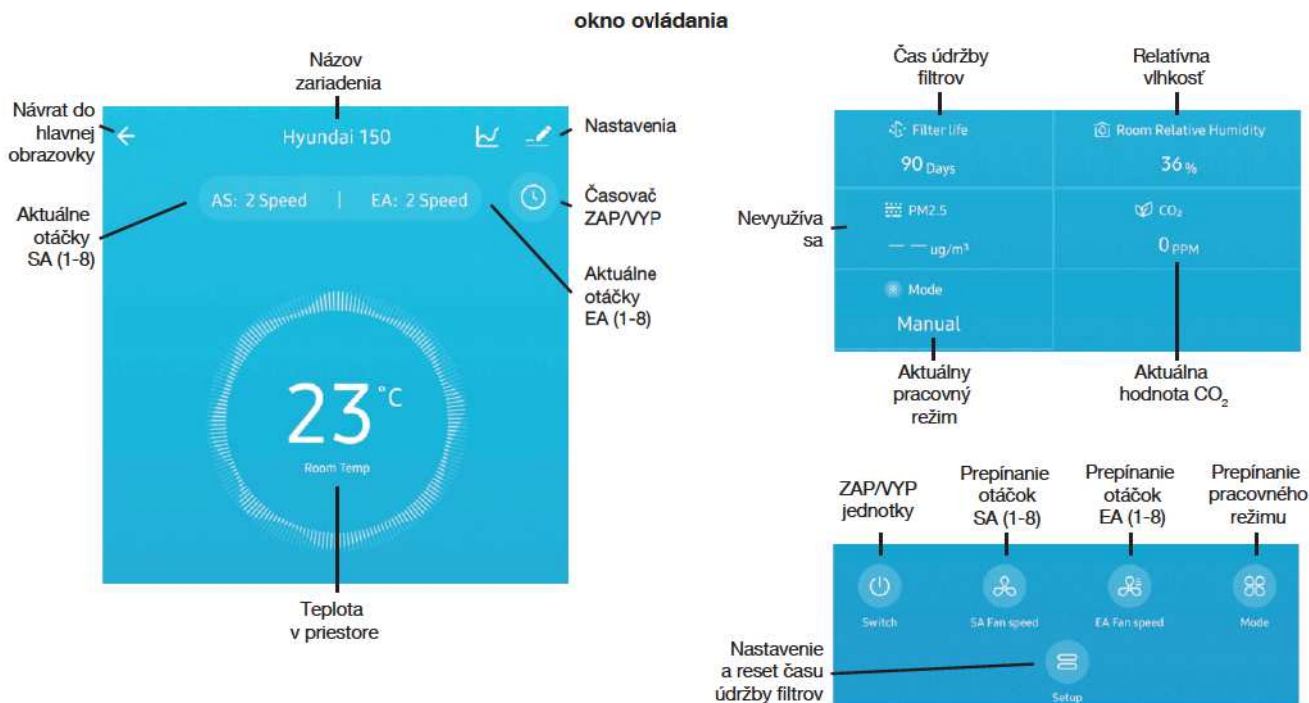 okno ovládania
Názov
zariadenia
Návrat do
hlavnej
obrazovky
Hyundai 150
Nastavenia
AS: 2 Speed | EA: 2 Speed
Časovač
ZAP/VYP
Aktuálne
otáčky
SA (1-8)
Aktuálne
otáčky
EA (1-8)
23 °C
Room Temp
Teplota
v priestore
Čas údržby
filtrov
Relatívna
vlhkosť
Filter life
90 Days
Room Relative Humidity
36 %
Nevyužíva
sa
PM2.5
— — ug/m³
CO₂
0 PPM
Mode
Manual
Aktuálny
pracovný
režim
Aktuálna
hodnota CO₂
ZAP/VYP
jednotky
Prepínanie
otáčok
SA (1-8)
Prepínanie
otáčok
EA (1-8)
Prepínanie
pracovného
režimu
Switch
SA Fan speed
EA Fan speed
Mode
Nastavenie
a reset času
údržby filtrov
Setup